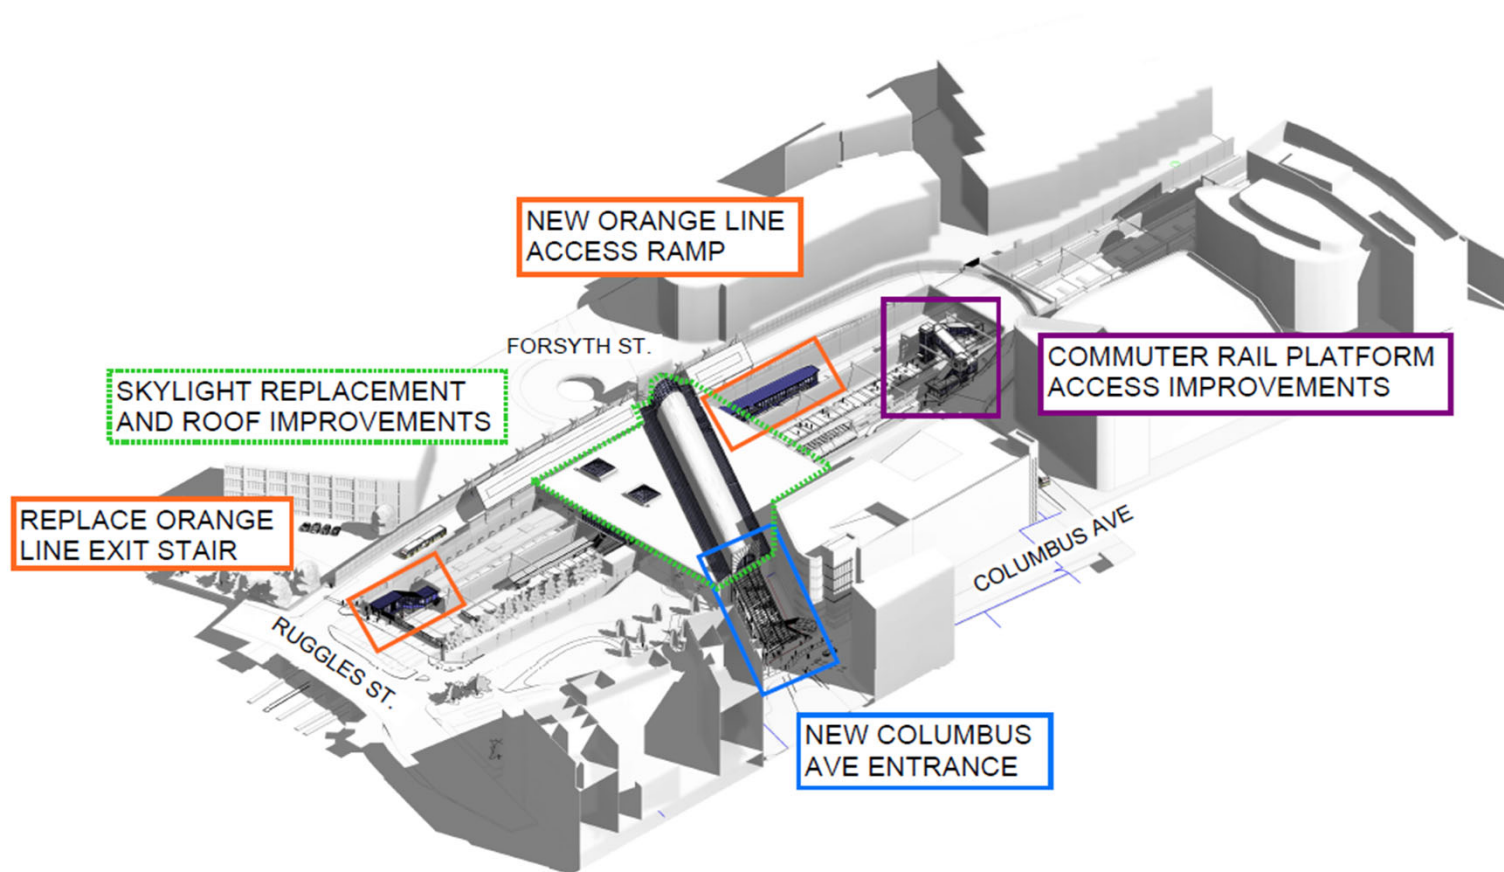 NEW ORANGE LINE
ACCESS RAMP
FORSYTH ST.
COMMUTER RAIL PLATFORM
ACCESS IMPROVEMENTS
SKYLIGHT REPLACEMENT
AND ROOF IMPROVEMENTS
REPLACE ORANGE
LINE EXIT STAIR
COLUMBUS AVE
RUGGLES ST.
NEW COLUMBUS
AVE ENTRANCE